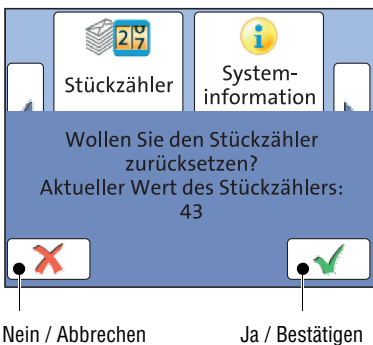 Stückzähler
System-
information
Wollen Sie den Stückzähler
zurücksetzen?
Aktueller Wert des Stückzählers:
43
Nein / Abbrechen
Ja / Bestätigen